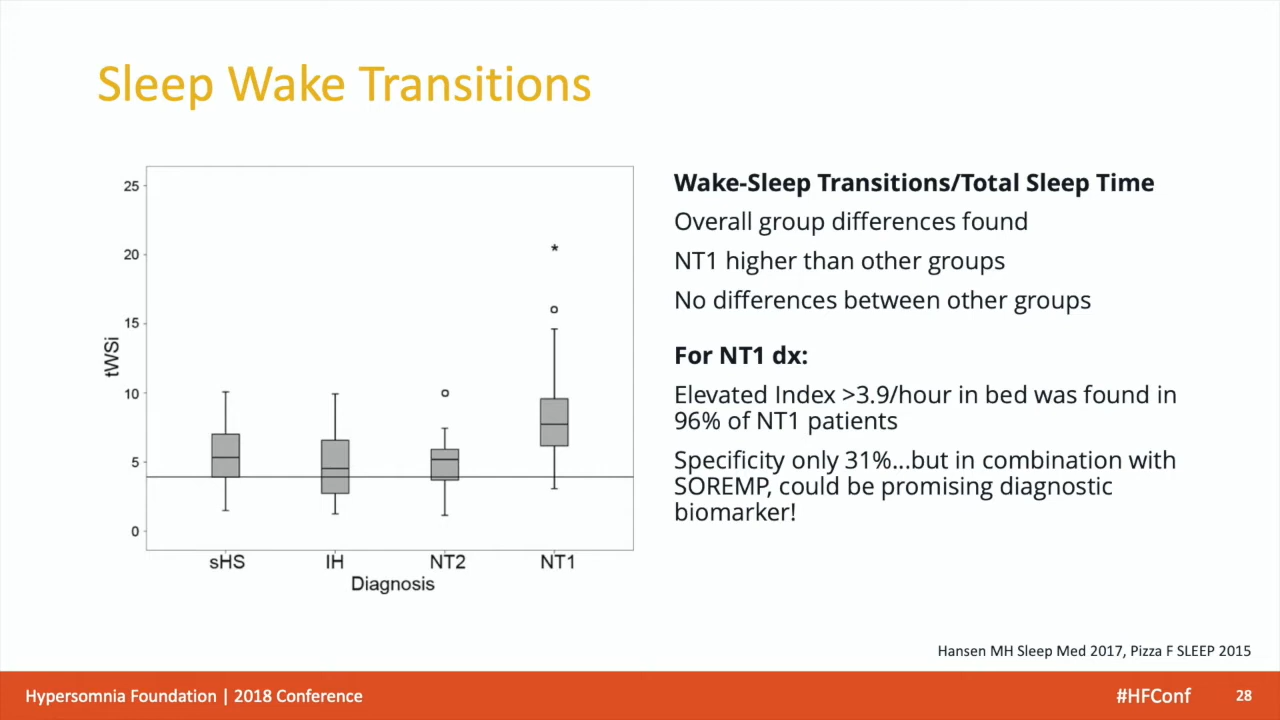 Sleep Wake Transitions
25
20
15
10
5
0
tWSi
*
sHS IH NT2 NT1
Diagnosis
Wake-Sleep Transitions/Total Sleep Time
Overall group differences found
NT1 higher than other groups
No differences between other groups
For NT1 dx:
Elevated Index >3.9/hour in bed was found in
96% of NT1 patients
Specificity only 31%...but in combination with
SOREMP, could be promising diagnostic
biomarker!
Hansen MH Sleep Med 2017, Pizza F SLEEP 2015
Hypersomnia Foundation | 2018 Conference
#HFConf 28